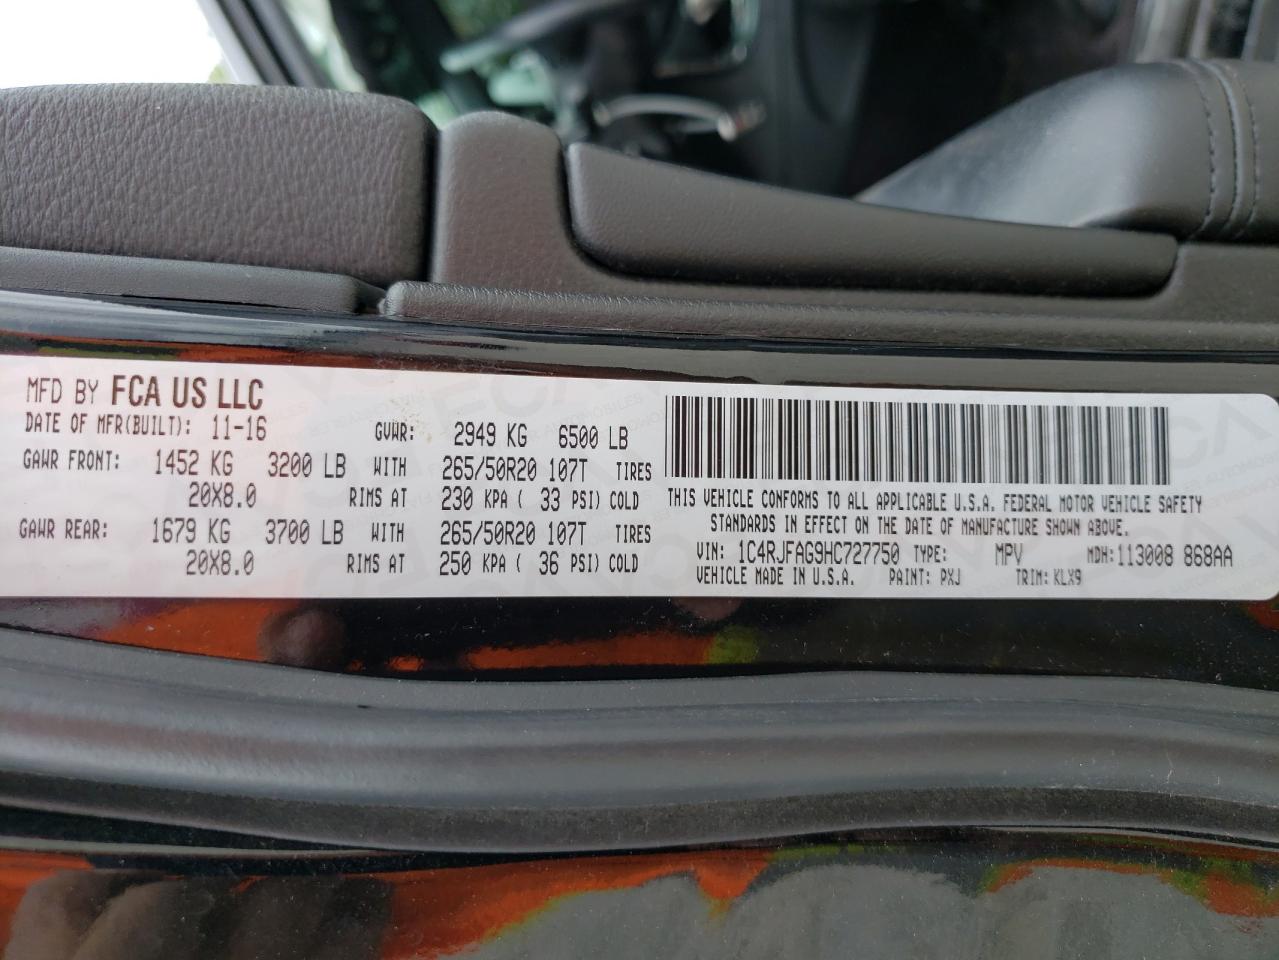 MFD BY FCA US LLC
DATE OF MFR(BUILT): 11-16 GVWR: 2949 KG 6500 LB
GAWR FRONT: 1452 KG 3200 LB WITH 265/50R20 107T TIRES
20X8.0 RIMS AT 230 KPA ( 33 PSI) COLD
GAWR REAR: 1679 KG 3700 LB WITH 265/50R20 107T TIRES
20X8.0 RIMS AT 250 KPA ( 36 PSI) COLD
THIS VEHICLE CONFORMS TO ALL APPLICABLE U.S.A. FEDERAL MOTOR VEHICLE SAFETY
STANDARDS IN EFFECT ON THE DATE OF MANUFACTURE SHOWN ABOVE.
VIN: 1C4RJFAG9HC727750 TYPE: MPV MDH:113008 868AA
VEHICLE MADE IN U.S.A. PAINT: PXJ TRIM: KLX9